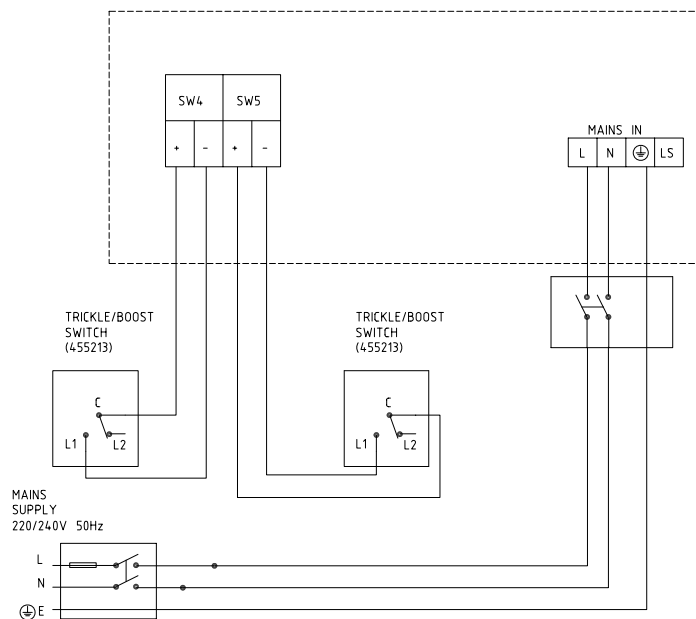 SW4 SW5
+ - + -
MAINS IN
L N LS
TRICKLE/BOOST
SWITCH
(455213)
C
L1 L2
TRICKLE/BOOST
SWITCH
(455213)
C
L1 L2
MAINS
SUPPLY
220/240V 50Hz
L
N
E